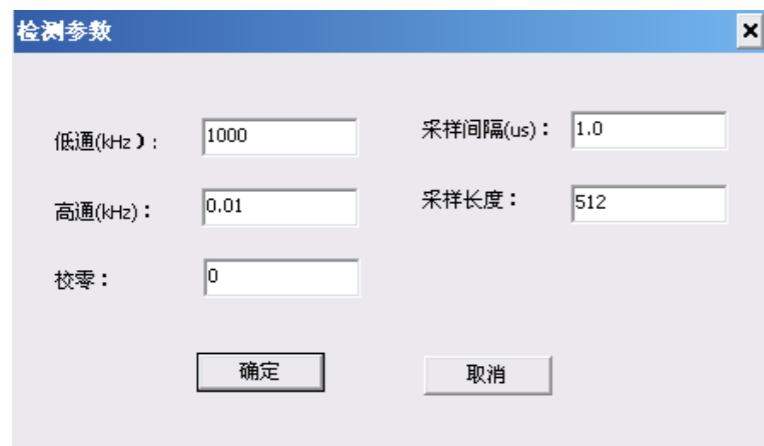 检测参数
低通(kHz）: 1000 采样间隔(us)： 1.0
高通(kHz)： 0.01 采样长度： 512
校零： 0
确定 取消